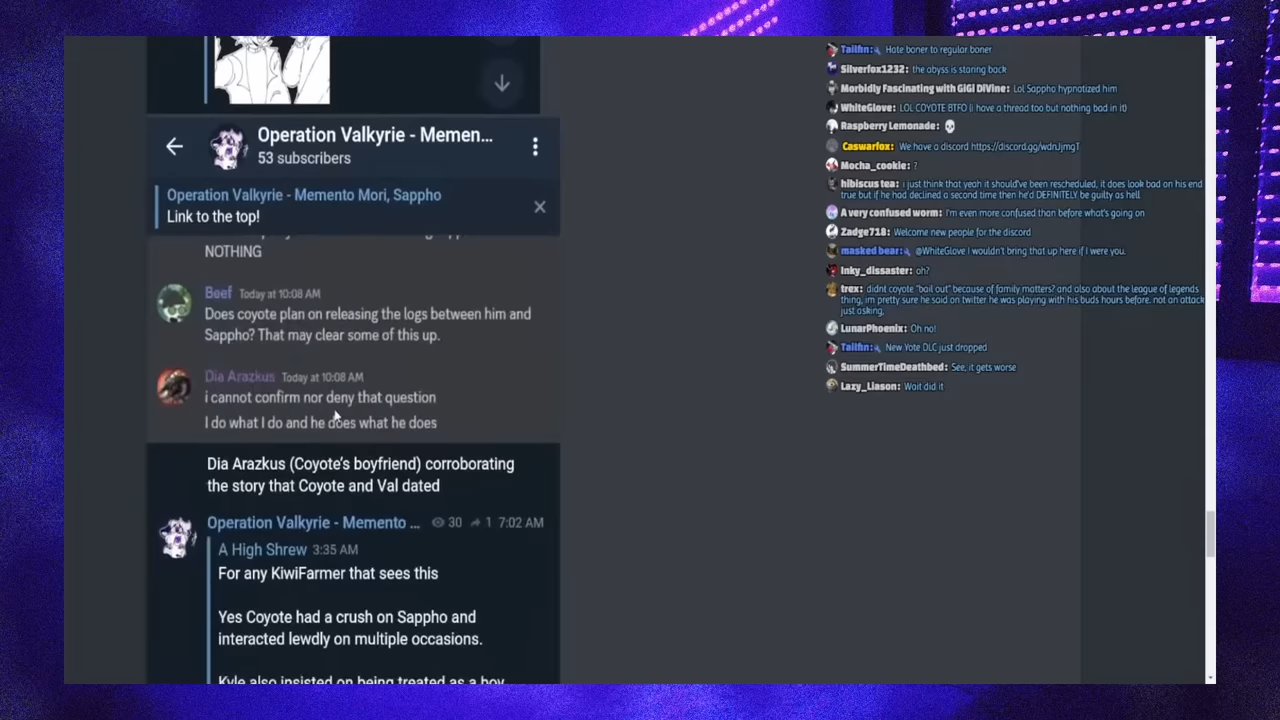 Operation Valkyrie - Memen...
53 subscribers
Operation Valkyrie - Memento Mori, Sappho
Link to the top!
NOTHING
Beef Today at 10:08 AM
Does coyote plan on releasing the logs between him and
Sappho? That may clear some of this up.
Dia Arazkus Today at 10:08 AM
i cannot confirm nor deny that question
I do what I do and he does what he does
Dia Arazkus (Coyote's boyfriend) corroborating
the story that Coyote and Val dated
Operation Valkyrie - Memento ... 30 1 7:02 AM
A High Shrew 3:35 AM
For any KiwiFarmer that sees this
Yes Coyote had a crush on Sappho and
interacted lewdly on multiple occasions.
Kyle also insisted on being treated as a boy
Tailfin: Hate boner to regular boner
Silverfox1232: the abyss is staring back
Morbidly Fascinating with GiGi DiVine: Lol Sappho hypnotized him
WhiteGlove: LOL COYOTE BTFO (i have a thread too but nothing bad in it)
Raspberry Lemonade: 💀
Caswarfox: We have a discord https://discord.gg/wdnJjmgT
Mocha_cookie: ?
hibiscus tea: i just think that yeah it should've been rescheduled, it does look bad on his end
true but if he had declined a second time then he'd DEFINITELY be guilty as hell
A very confused worm: I'm even more confused than before what's going on
Zadge718: Welcome new people for the discord
masked bear: @WhiteGlove I wouldn't bring that up here if I were you.
Inky_dissaster: oh?
trex: didnt coyote "bail out" because of family matters? and also about the league of legends
thing, im pretty sure he said on twitter he was playing with his buds hours before. not an attack
just asking,
LunarPhoenix: Oh no!
Tailfin: New Yote DLC just dropped
SummerTimeDeathbed: See, it gets worse
Lazy_Liason: Wait did it